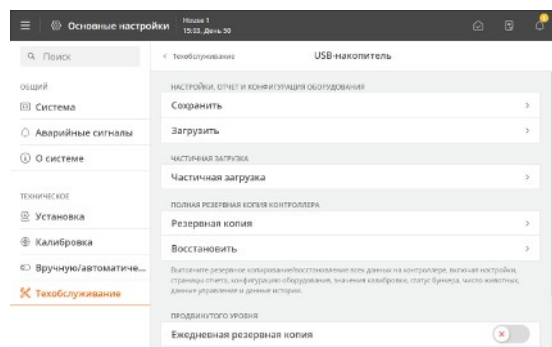 Основные настройки
House 1
15:03, День 50
Поиск
ОБЩИЙ
Система
Аварийные сигналы
О системе
ТЕХНИЧЕСКОЕ
Установка
Калибровка
Вручную/автоматиче...
Техобслуживание
Техобслуживание
USB-накопитель
НАСТРОЙКИ, ОТЧЕТ И КОНФИГУРАЦИЯ ОБОРУДОВАНИЯ
Сохранить
Загрузить
ЧАСТИЧНАЯ ЗАГРУЗКА
Частичная загрузка
ПОЛНАЯ РЕЗЕРВНАЯ КОПИЯ КОНТРОЛЛЕРА
Резервная копия
Восстановить
Выполните резервное копирование/восстановление всех данных на контроллере, включая настройки,
страницы отчета, конфигурацию оборудования, значения калибровки, статус бункера, число животных,
данные управления и данные истории.
ПРОДВИНУТОГО УРОВНЯ
Ежедневная резервная копия